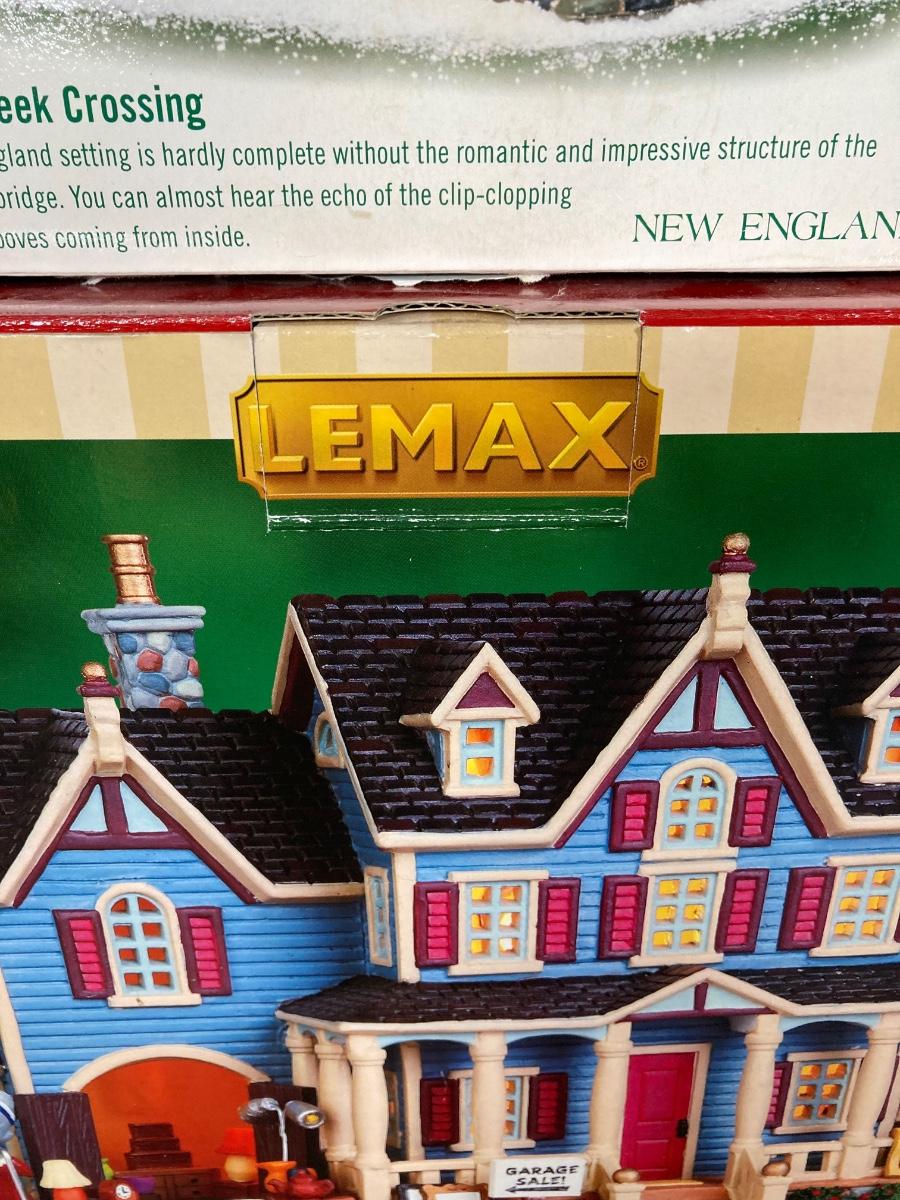 eek Crossing
gland setting is hardly complete without the romantic and impressive structure of the
bridge. You can almost hear the echo of the clip-clopping
ooves coming from inside.
NEW ENGLAN
LEMAX®
GARAGE
SALE!